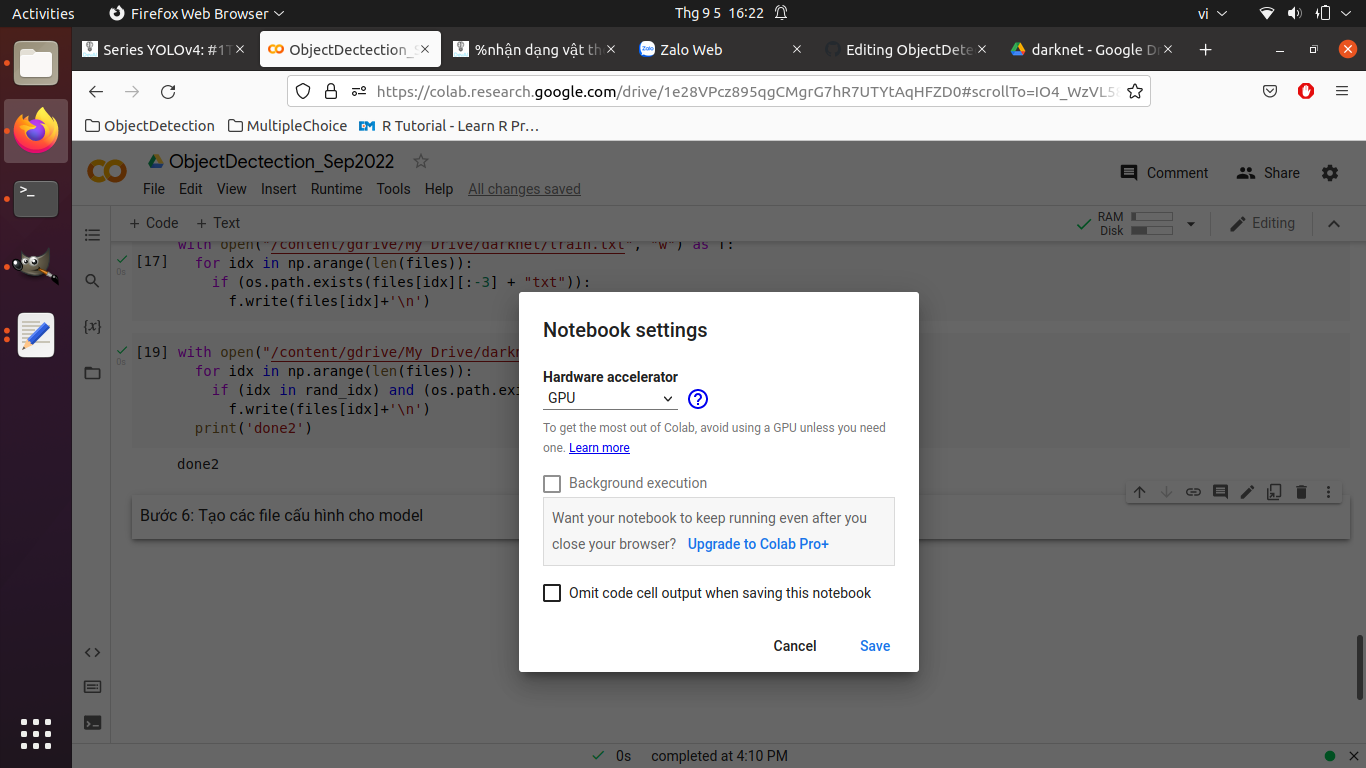 Activities Firefox Web Browser Thg 9 5 16:22 vi
Series YOLOv4: #1T ObjectDectection_S %nhận dạng vật th Zalo Web Editing ObjectDete darknet - Google Dr
https://colab.research.google.com/drive/1e28VPcz895qgCMgrG7hR7UTYtAqHFZD0#scrollTo=IO4_WzVL5
ObjectDetection MultipleChoice R Tutorial - Learn R Pr…
ObjectDectection_Sep2022
File Edit View Insert Runtime Tools Help All changes saved
Comment Share
+ Code + Text
RAM
Disk
Editing
with open("/content/gdrive/My Drive/darknet/train.txt", "w") as f:
[17] for idx in np.arange(len(files)):
0s
if (os.path.exists(files[idx][:-3] + "txt")):
f.write(files[idx]+'\n')
[19] with open("/content/gdrive/My Drive/darkn
0s
for idx in np.arange(len(files)):
if (idx in rand_idx) and (os.path.exi
f.write(files[idx]+'\n')
print('done2')
done2
Bước 6: Tạo các file cấu hình cho model
Notebook settings
Hardware accelerator
GPU
To get the most out of Colab, avoid using a GPU unless you need
one. Learn more
Background execution
Want your notebook to keep running even after you
close your browser? Upgrade to Colab Pro+
Omit code cell output when saving this notebook
Cancel Save
0s completed at 4:10 PM